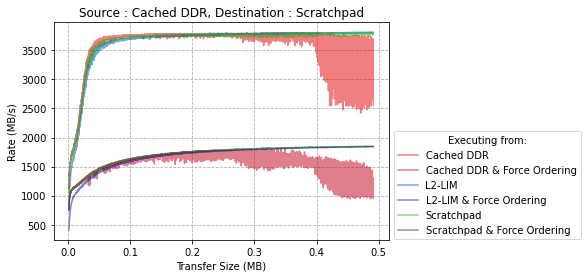 Source : Cached DDR, Destination : Scratchpad
Rate (MB/s)
3500
3000
2500
2000
1500
1000
500
0.0
0.1
0.2
0.3
0.4
0.5
Transfer Size (MB)
Executing from:
Cached DDR
Cached DDR & Force Ordering
L2-LIM
L2-LIM & Force Ordering
Scratchpad
Scratchpad & Force Ordering